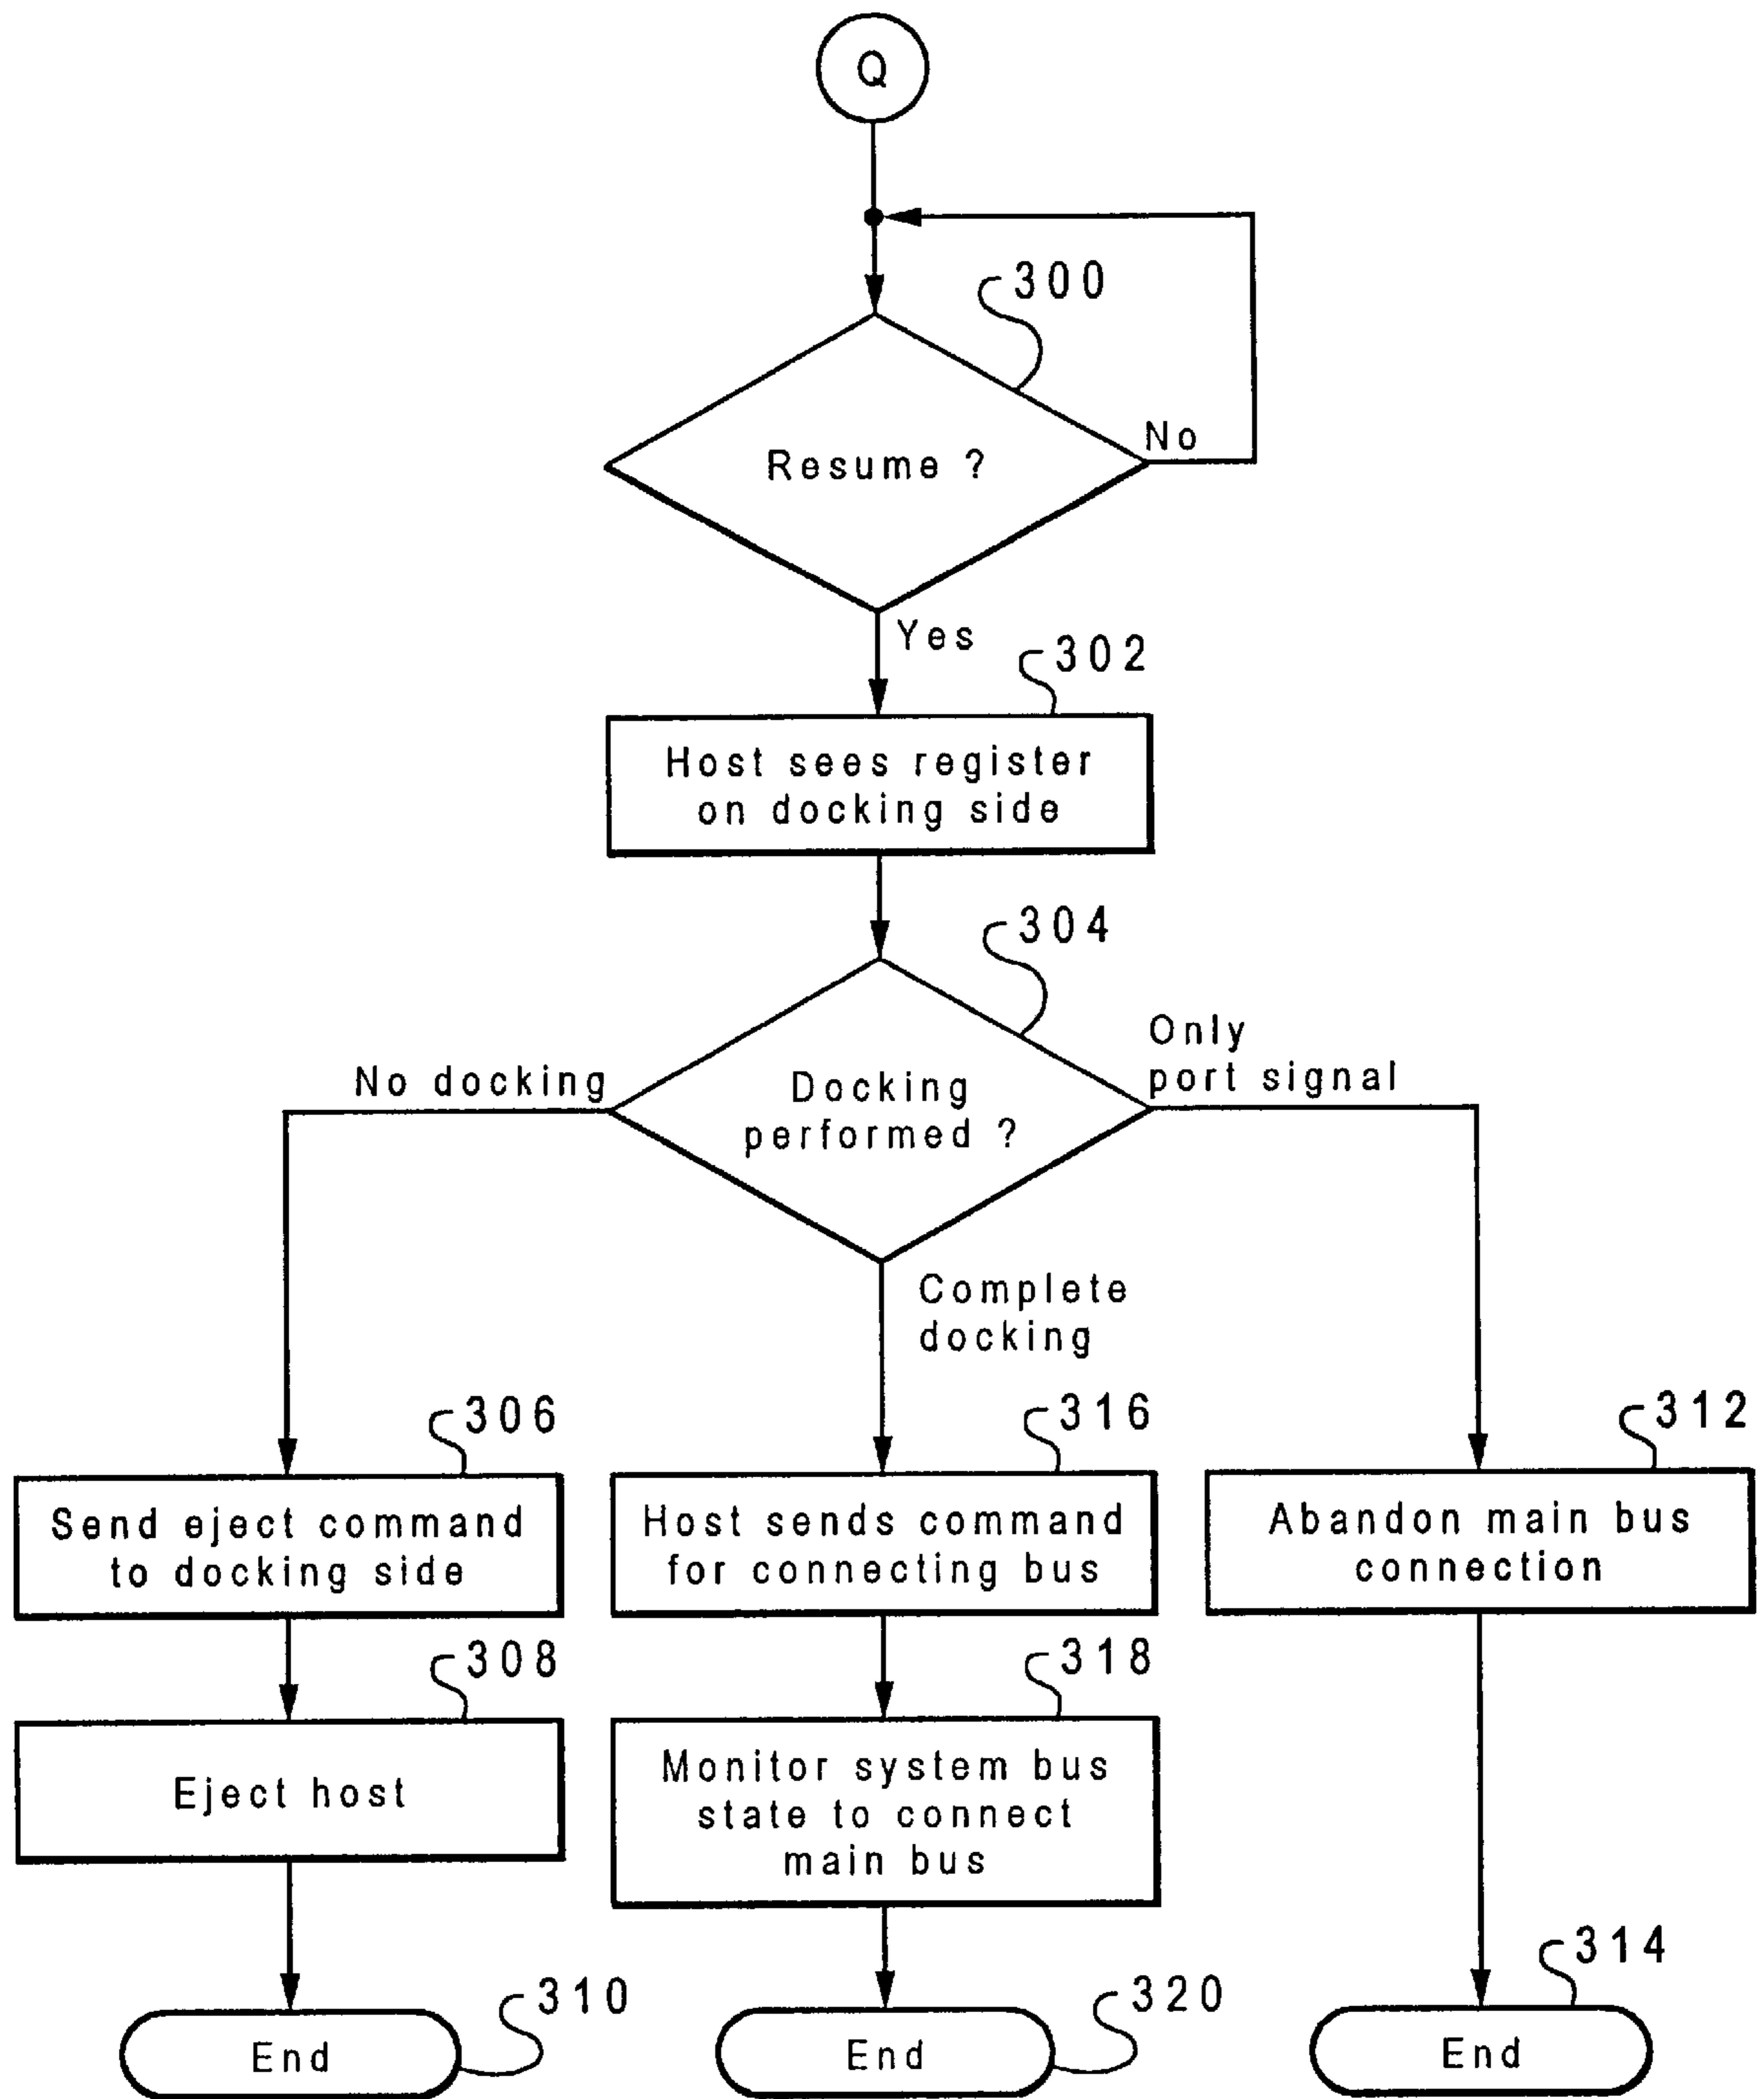 Q
300
Resume ?
No
Yes
302
Host sees register
on docking side
304
Docking
performed ?
No docking
Only
port signal
Complete
docking
306
Send eject command
to docking side
316
Host sends command
for connecting bus
312
Abandon main bus
connection
308
Eject host
318
Monitor system bus
state to connect
main bus
310
End
320
End
314
End